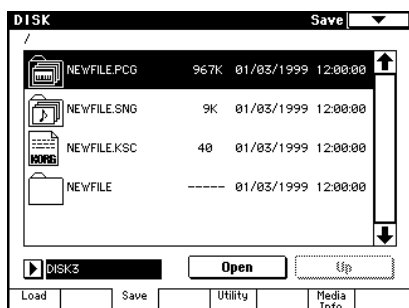 DISK Save
/
NEWFILE.PCG 967K 01/03/1999 12:00:00
NEWFILE.SNG 9K 01/03/1999 12:00:00
KORG NEWFILE.KSC 40 01/03/1999 12:00:00
NEWFILE ----- 01/03/1999 12:00:00
DISK3 Open Up
Load Save Utility Media Info